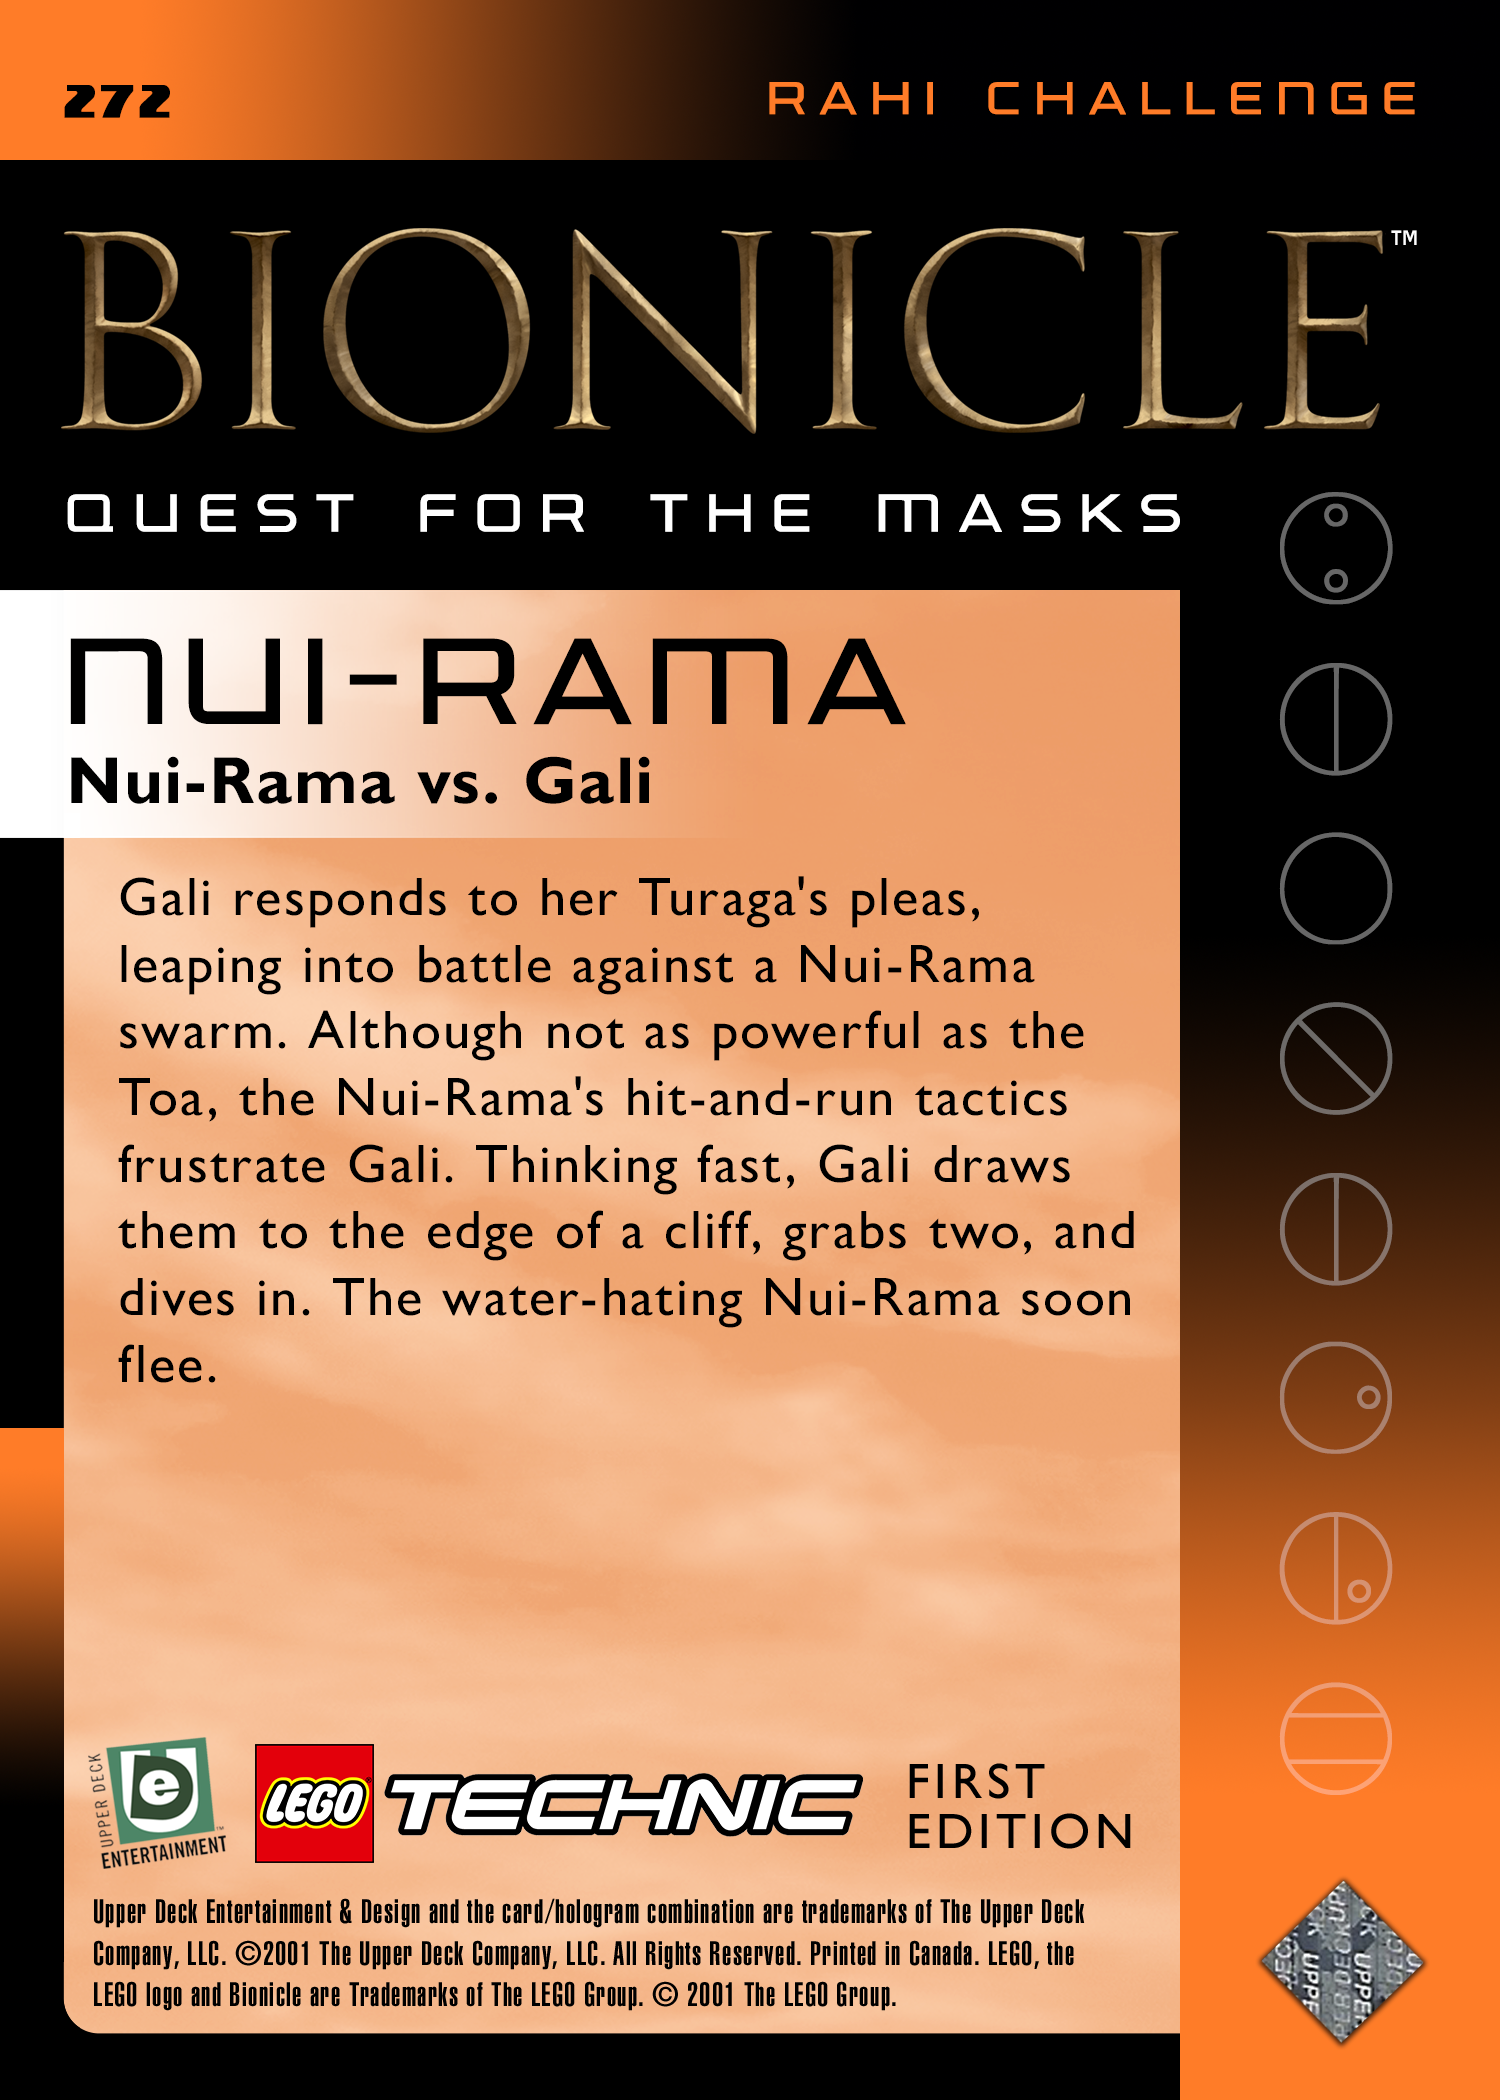 272
RAHI CHALLENGE
BIONICLE™
QUEST FOR THE MASKS
NUI-RAMA
Nui-Rama vs. Gali
Gali responds to her Turaga's pleas,
leaping into battle against a Nui-Rama
swarm. Although not as powerful as the
Toa, the Nui-Rama's hit-and-run tactics
frustrate Gali. Thinking fast, Gali draws
them to the edge of a cliff, grabs two, and
dives in. The water-hating Nui-Rama soon
flee.
UPPER DECK
ENTERTAINMENT
LEGO TECHNIC
FIRST
EDITION
Upper Deck Entertainment & Design and the card/hologram combination are trademarks of The Upper Deck
Company, LLC. ©2001 The Upper Deck Company, LLC. All Rights Reserved. Printed in Canada. LEGO, the
LEGO logo and Bionicle are Trademarks of The LEGO Group. © 2001 The LEGO Group.